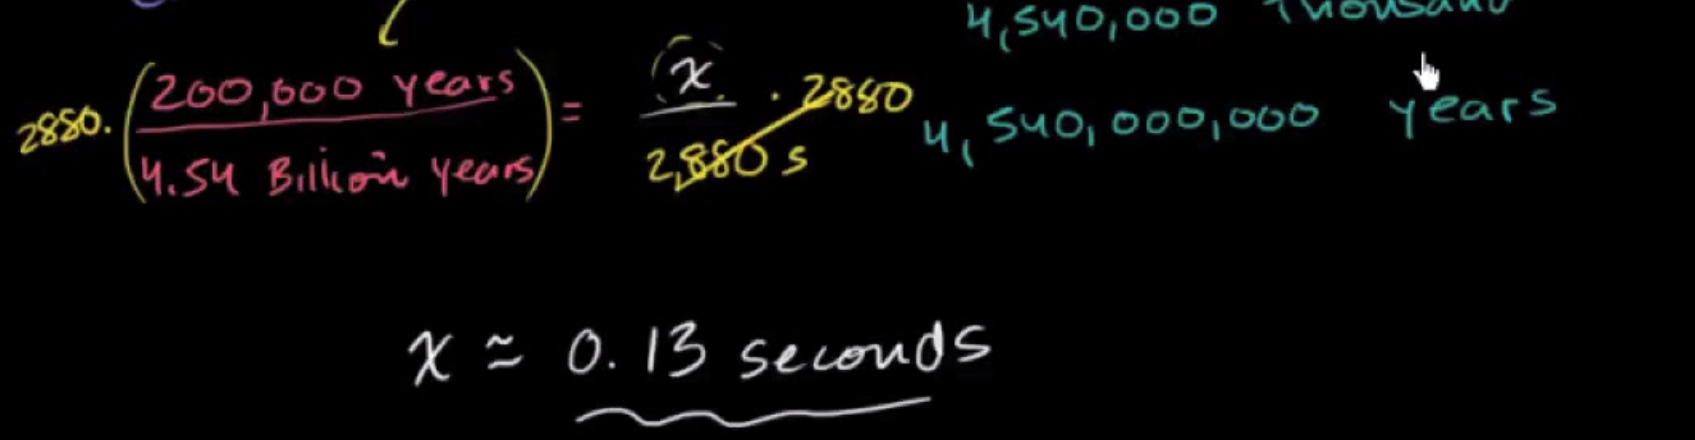 4,540,000 Thousand
2880. (200,000 years / 4.54 Billion years) = x / 2,880 s . 2880
4,540,000,000 years
x ≈ 0.13 seconds